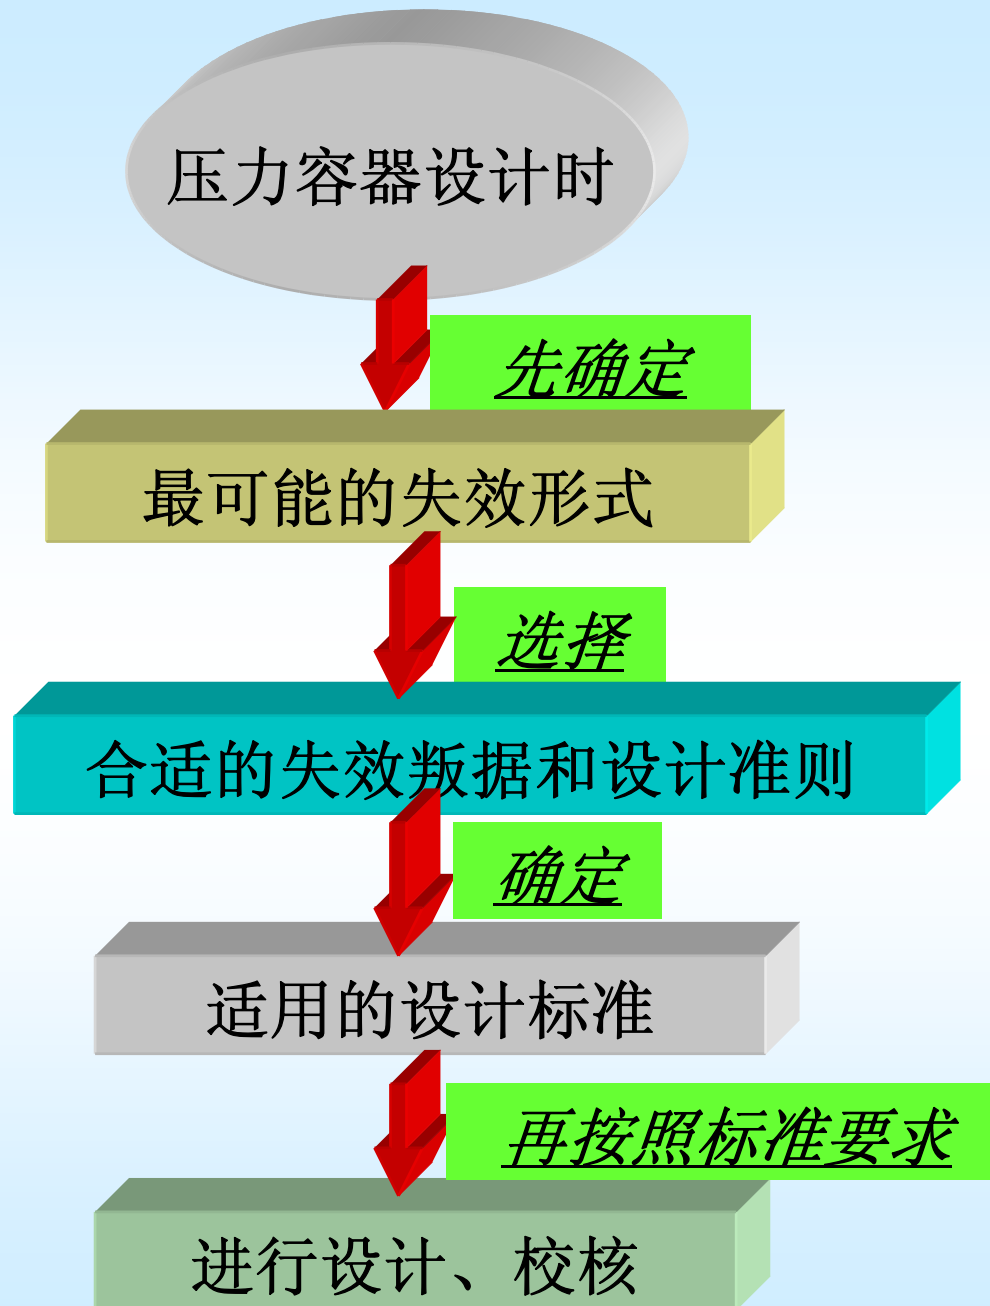 压力容器设计时
先确定
最可能的失效形式
选择
合适的失效叛据和设计准则
确定
适用的设计标准
再按照标准要求
进行设计、校核